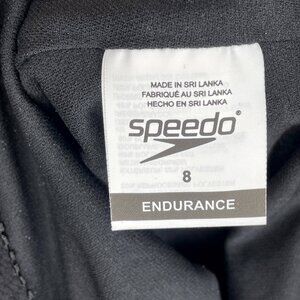 MADE IN SRI LANKA
FABRIQUÉ AU SRI LANKA
HECHO EN SRI LANKA
speedo®
8
ENDURANCE